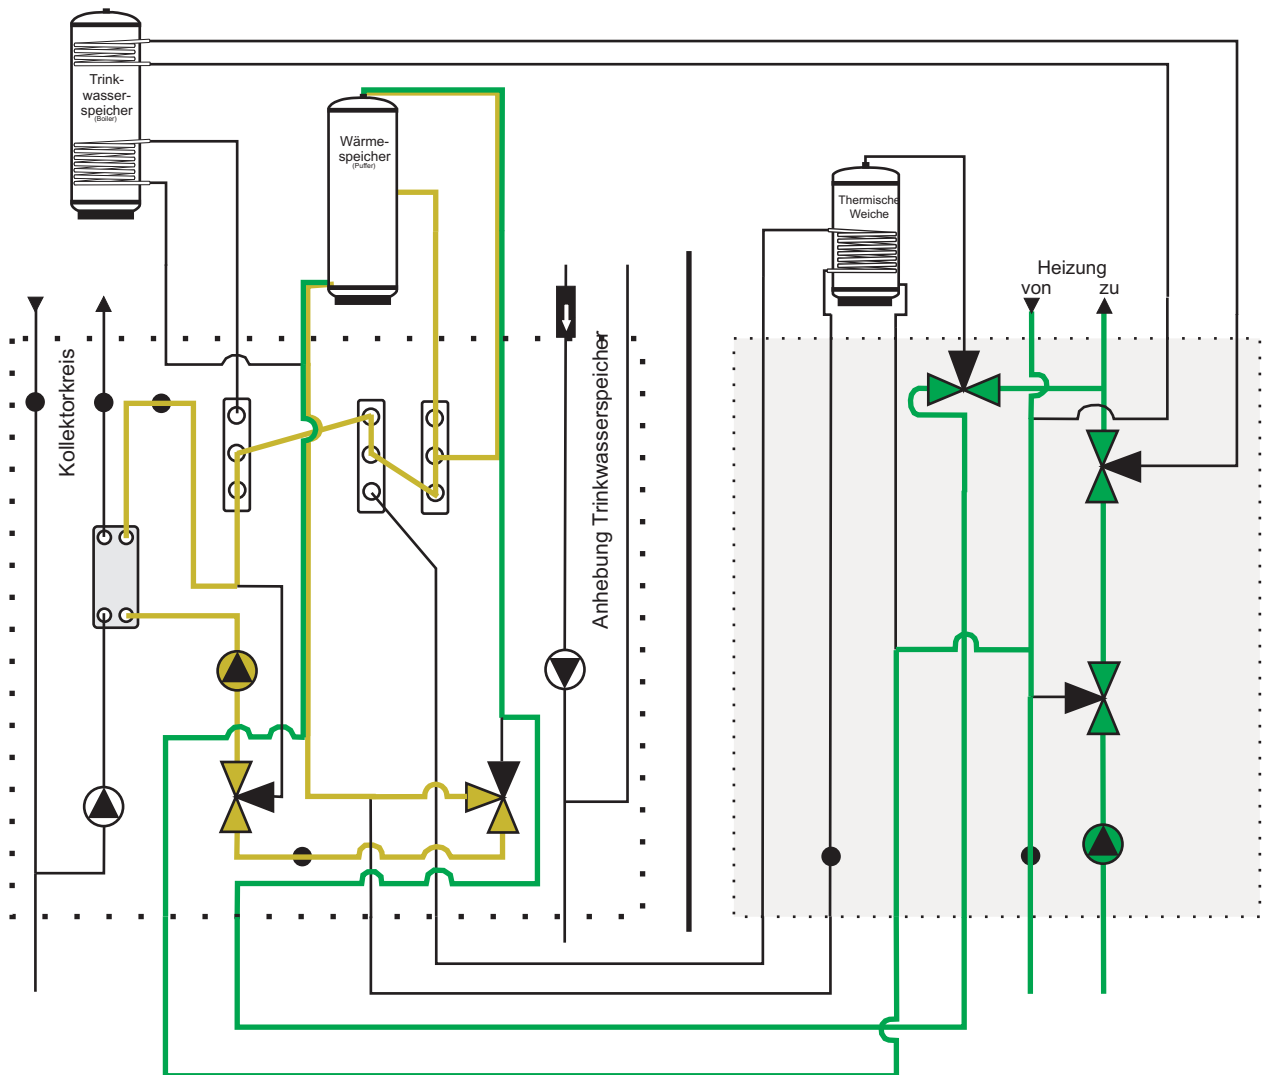 Trink-
wasser-
speicher
(Boiler)
Wärme-
speicher
(Puffer)
Thermische
Weiche
Heizung
von
zu
Kollektorkreis
Anhebung Trinkwasserspeicher